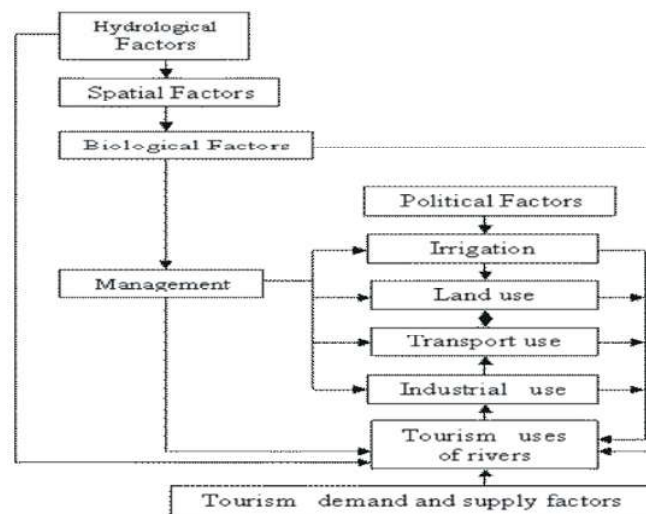 Hydrological
Factors
Spatial Factors
Biological Factors
Political Factors
Irrigation
Management
Land use
Transport use
Industrial use
Tourism uses
of rivers
Tourism demand and supply factors